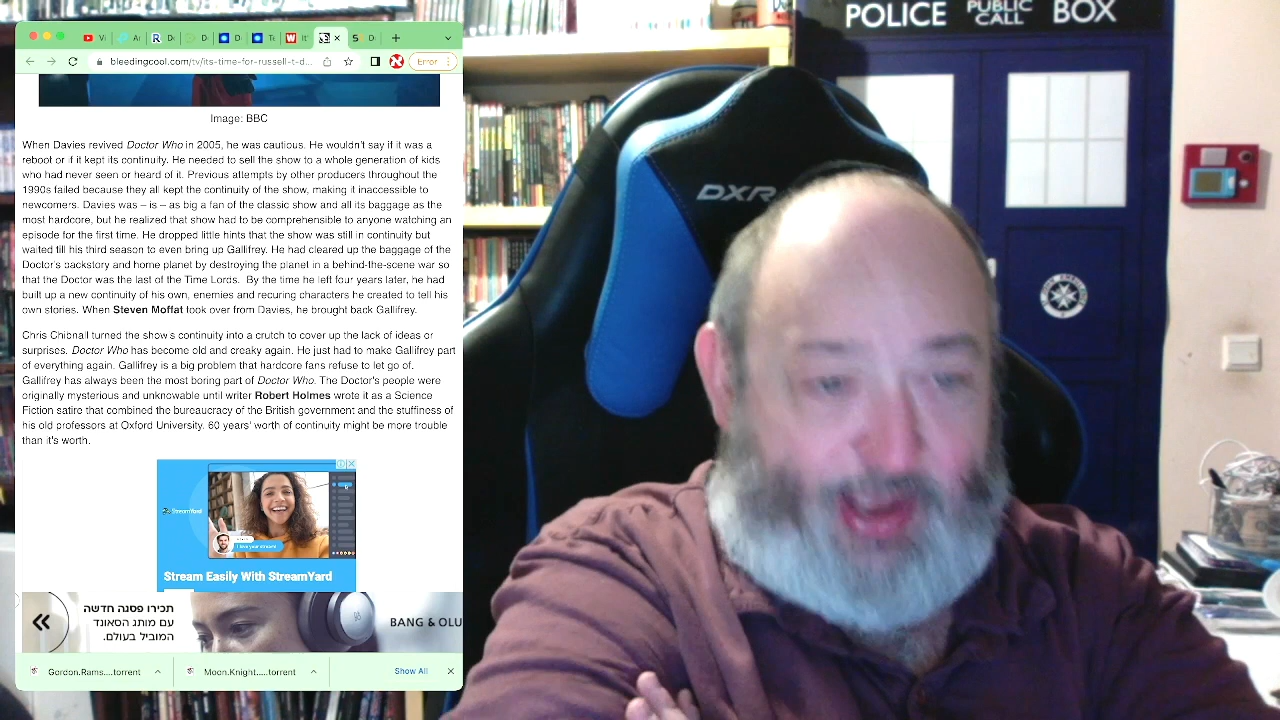 bleedingcool.com/tv/its-time-for-russell-t-d...
Error
Image: BBC
When Davies revived Doctor Who in 2005, he was cautious. He wouldn't say if it was a
reboot or if it kept its continuity. He needed to sell the show to a whole generation of kids
who had never seen or heard of it. Previous attempts by other producers throughout the
1990s failed because they all kept the continuity of the show, making it inaccessible to
newcomers. Davies was – is – as big a fan of the classic show and all its baggage as the
most hardcore, but he realized that show had to be comprehensible to anyone watching an
episode for the first time. He dropped little hints that the show was still in continuity but
waited till his third season to even bring up Gallifrey. He had cleared up the baggage of the
Doctor's backstory and home planet by destroying the planet in a behind-the-scene war so
that the Doctor was the last of the Time Lords. By the time he left four years later, he had
built up a new continuity of his own, enemies and recuring characters he created to tell his
own stories. When Steven Moffat took over from Davies, he brought back Gallifrey.
Chris Chibnall turned the show's continuity into a crutch to cover up the lack of ideas or
surprises. Doctor Who has become old and creaky again. He just had to make Gallifrey part
of everything again. Gallifrey is a big problem that hardcore fans refuse to let go of.
Gallifrey has always been the most boring part of Doctor Who. The Doctor's people were
originally mysterious and unknowable until writer Robert Holmes wrote it as a Science
Fiction satire that combined the bureaucracy of the British government and the stuffiness of
his old professors at Oxford University. 60 years' worth of continuity might be more trouble
than it's worth.
StreamYard
I love your stream!
Stream Easily With StreamYard
תכירו פסגה חדשה
עם מותג הסאונד
המוביל בעולם.
BANG & OLU
Gordon.Rams....torrent
Moon.Knight.....torrent
Show All
POLICE PUBLIC CALL BOX
DXR